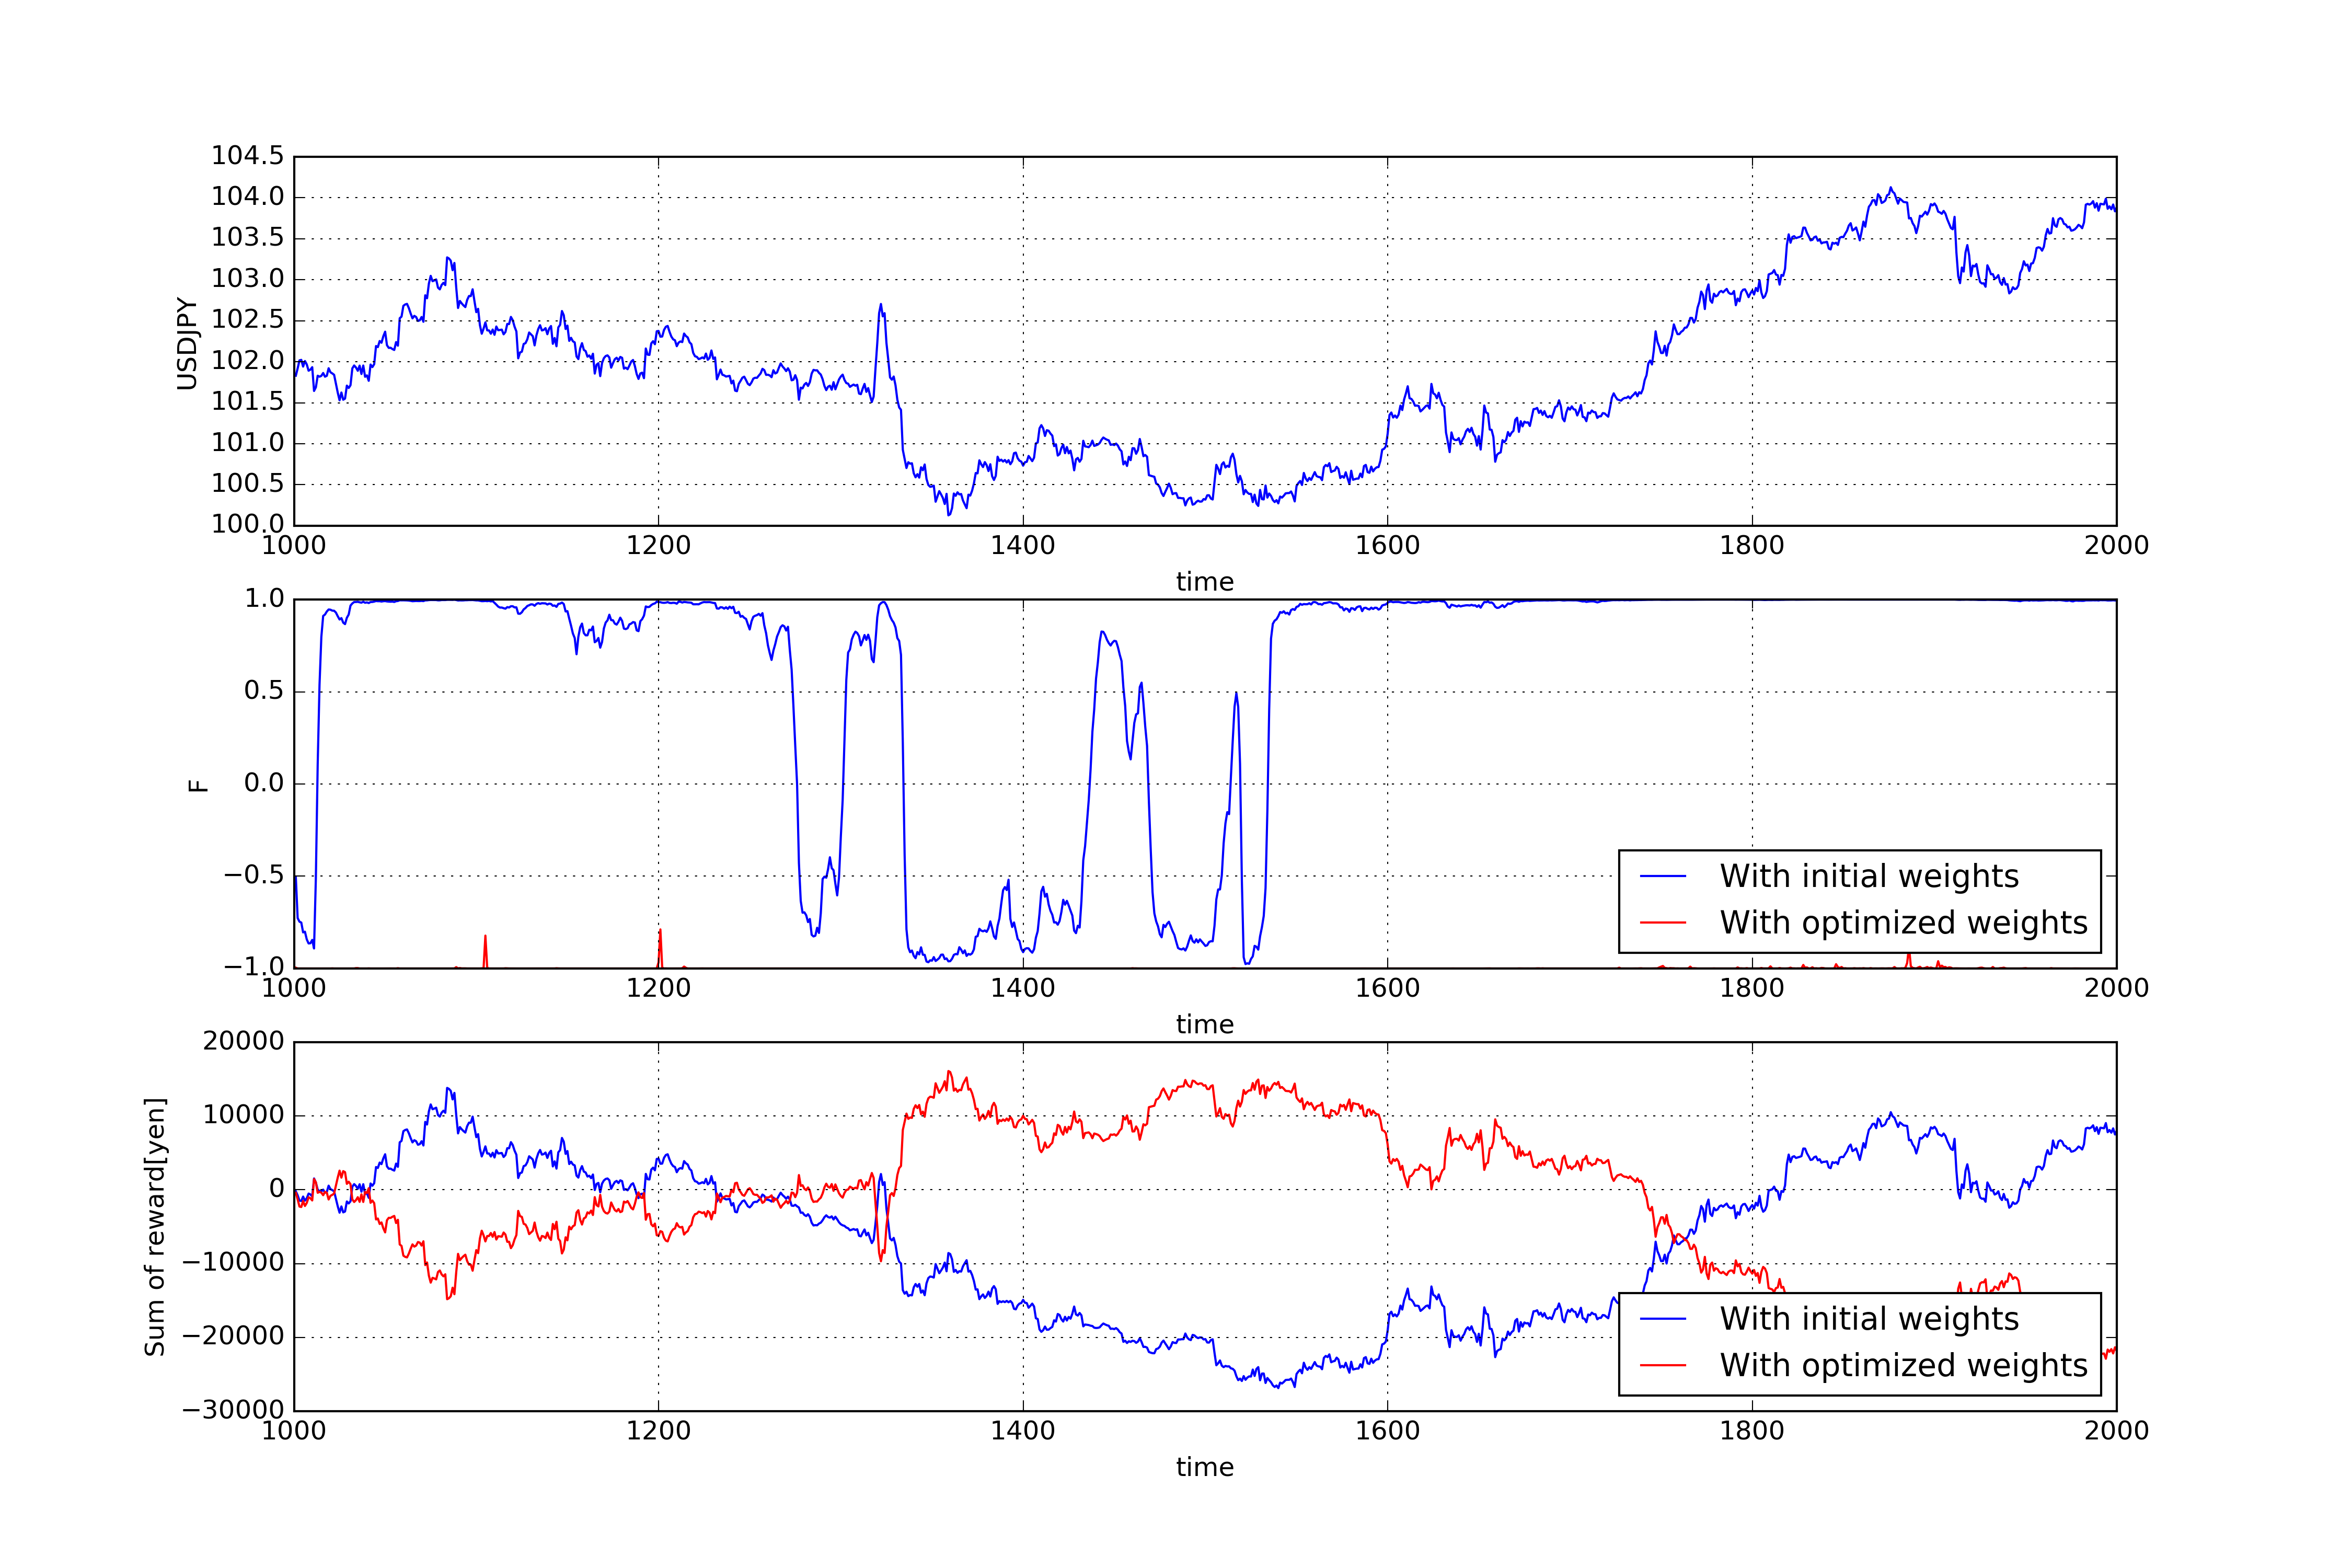 104.5
104.0
103.5
103.0
102.5
102.0
101.5
101.0
100.5
100.0
USDJPY
1000 1200 1400 1600 1800 2000
time
1.0
0.5
0.0
−0.5
−1.0
F
With initial weights
With optimized weights
1000 1200 1400 1600 1800 2000
time
20000
10000
0
−10000
−20000
−30000
Sum of reward[yen]
With initial weights
With optimized weights
1000 1200 1400 1600 1800 2000
time